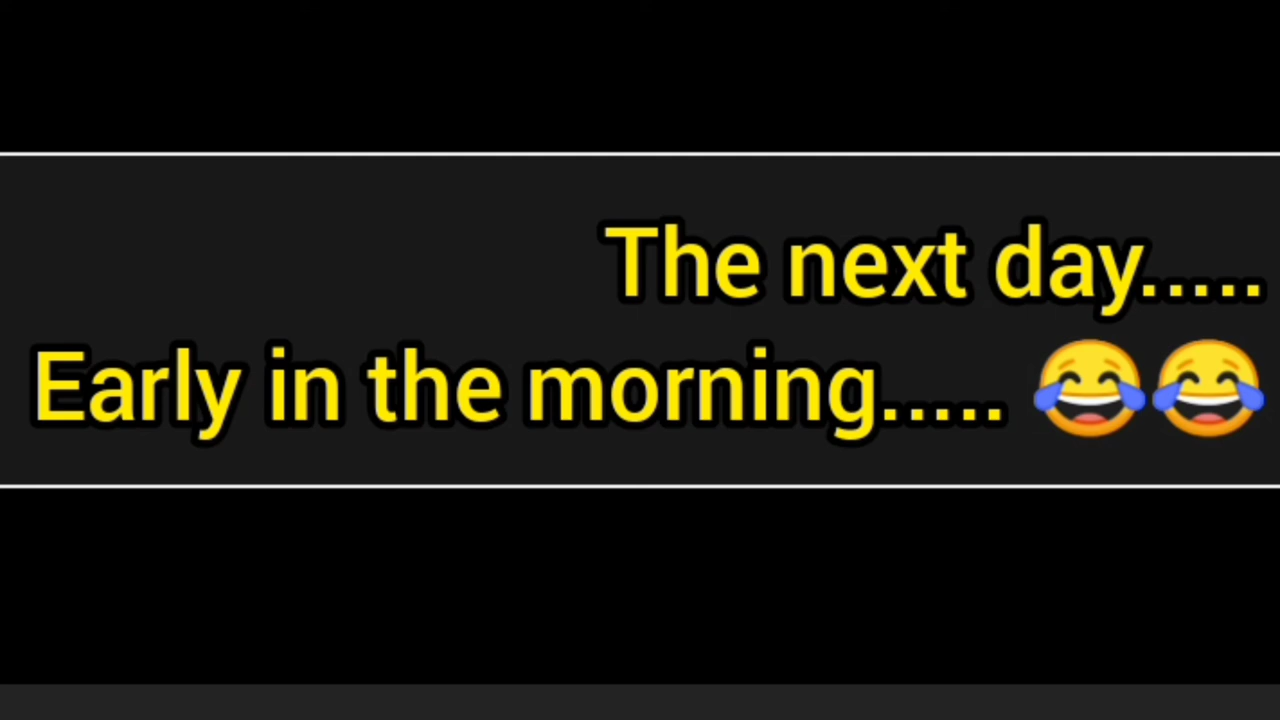 The next day.....
Early in the morning..... 😂😂